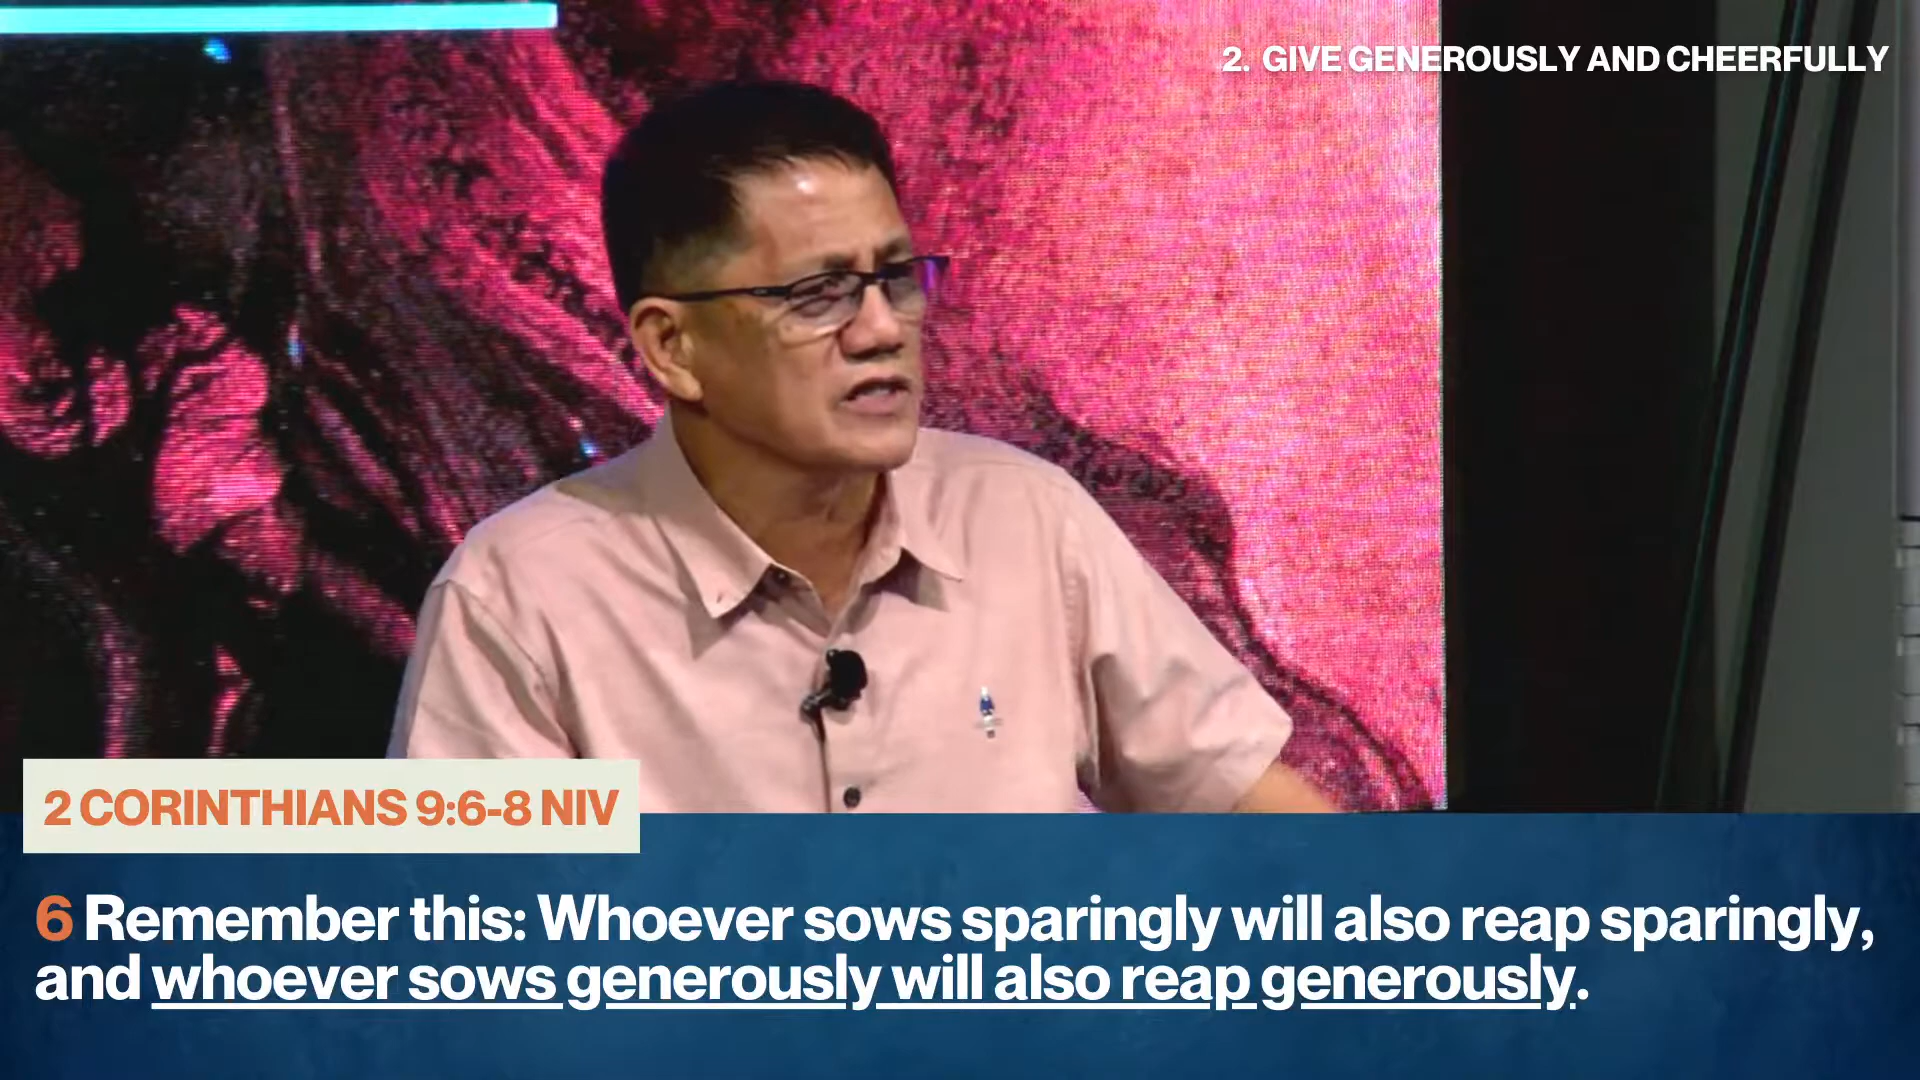 2. GIVE GENEROUSLY AND CHEERFULLY
2 CORINTHIANS 9:6-8 NIV
6 Remember this: Whoever sows sparingly will also reap sparingly,
and whoever sows generously will also reap generously.